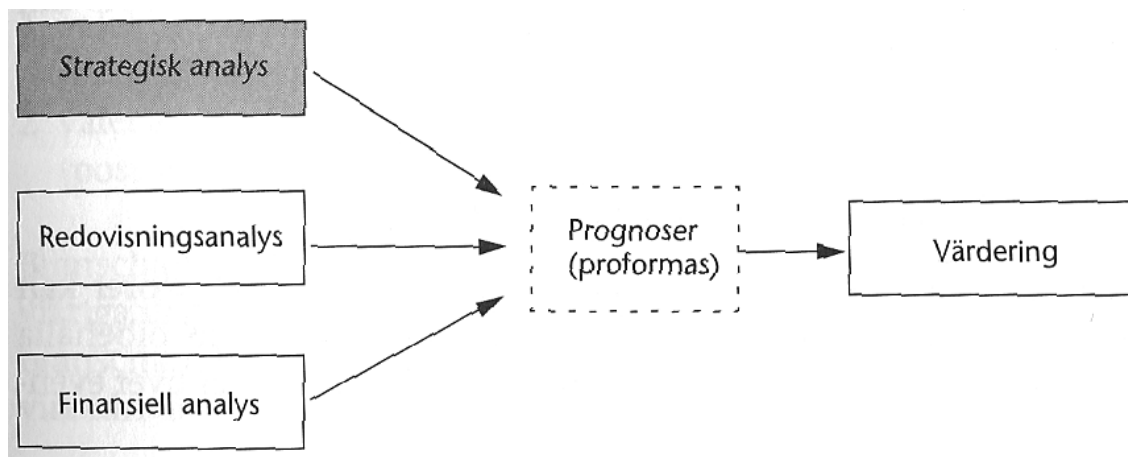 Strategisk analys
Redovisningsanalys
Finansiell analys
Prognoser
(proformas)
Värdering